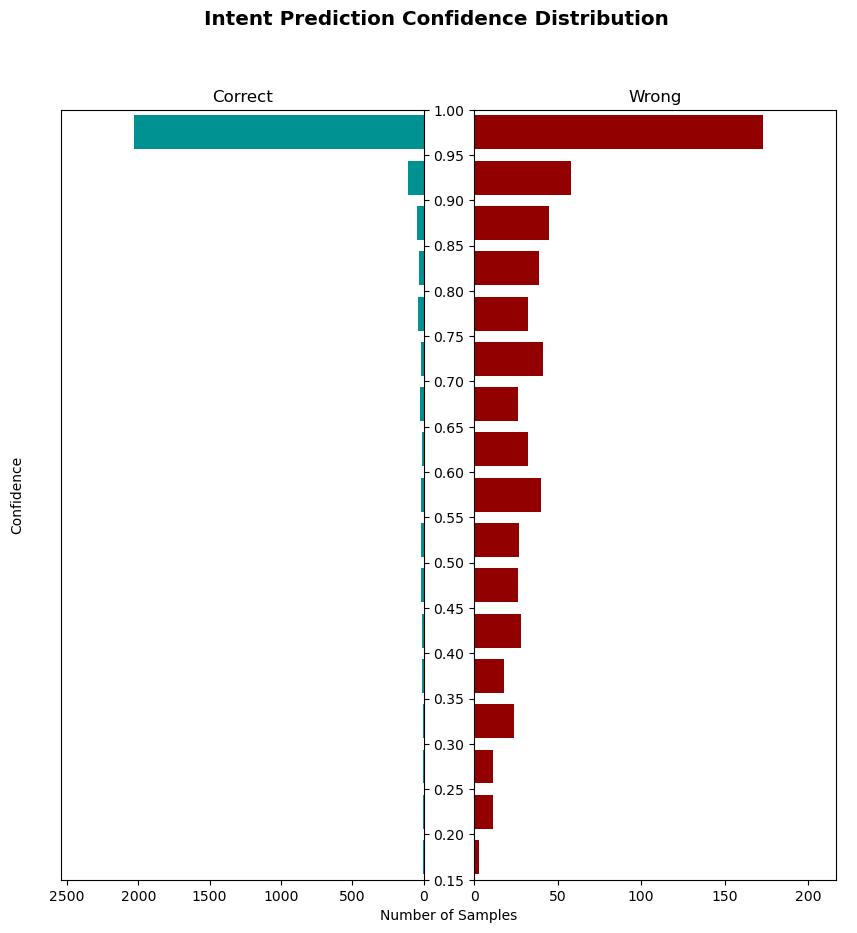 Intent Prediction Confidence Distribution
Correct
Wrong
1.00
0.95
0.90
0.85
0.80
0.75
0.70
0.65
0.60
0.55
0.50
0.45
0.40
0.35
0.30
0.25
0.20
0.15
Confidence
2500 2000 1500 1000 500 0
0 50 100 150 200
Number of Samples